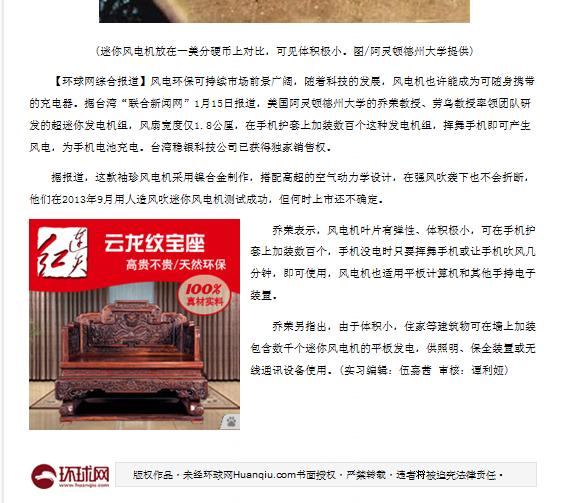 (迷你风电机放在一美分硬币上对比，可见体积极小。图/阿灵顿德州大学提供)
【环球网综合报道】风电环保可持续市场前景广阔，随着科技的发展，风电机也许能成为可随身携带
的充电器。据台湾“联合新闻网”1月15日报道，美国阿灵顿德州大学的乔荣教授、劳乌教授率领团队研
发的超迷你发电机组，风扇宽度仅1.8公厘，在手机护套上加装数百个这种发电机组，挥舞手机即可产生
风电，为手机电池充电。台湾稳银科技公司已获得独家销售权。
据报道，这款袖珍风电机采用镍合金制作，搭配高超的空气动力学设计，在强风吹袭下也不会折断，
他们在2013年9月用人造风吹迷你风电机测试成功，但何时上市还不确定。
红连天
云龙纹宝座
高贵不贵/天然环保
100%
真材实料
乔荣表示，风电机叶片有弹性、体积极小，可在手机护
套上加装数百个，手机没电时只要挥舞手机或让手机吹风几
分钟，即可使用，风电机也适用平板计算机和其他手持电子
装置。
乔荣另指出，由于体积小，住家等建筑物可在墙上加装
包含数千个迷你风电机的平板发电，供照明、保全装置或无
线通讯设备使用。(实习编辑：伍嘉茜 审核：谭利娅)
环球网
www.huanqiu.com
版权作品，未经环球网Huanqiu.com书面授权，严禁转载，违者将被追究法律责任。